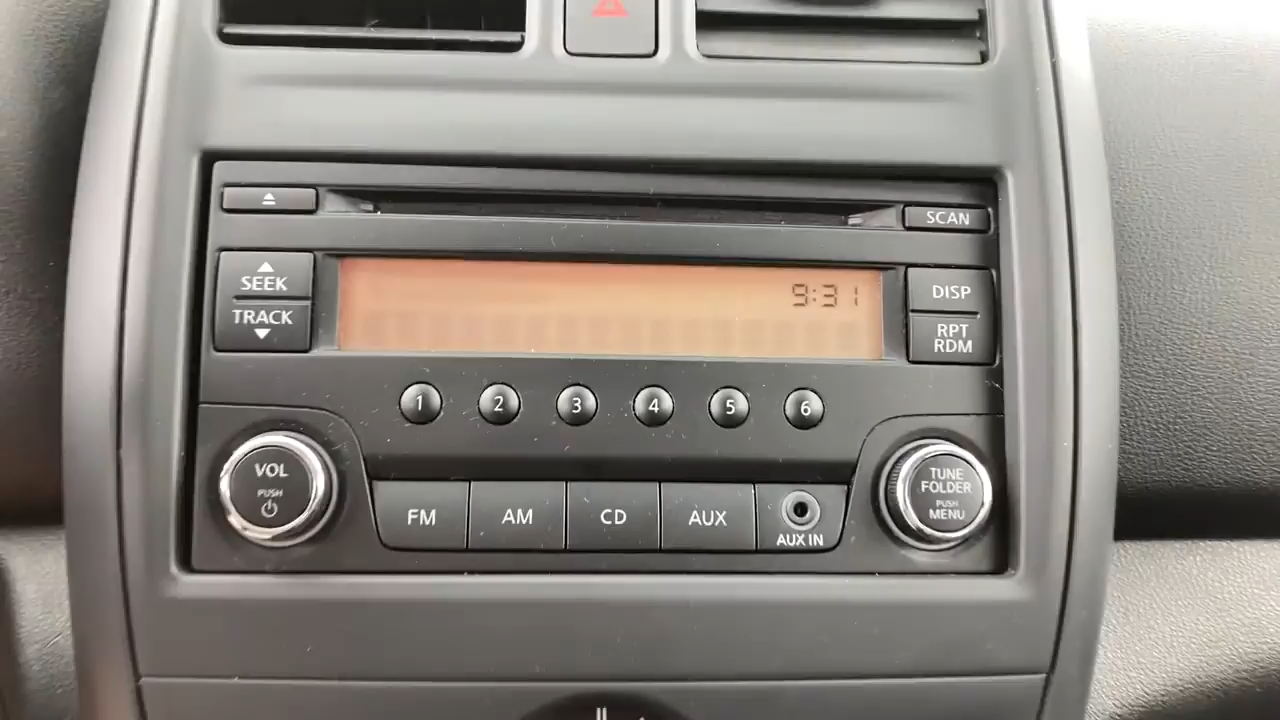 SCAN
SEEK
TRACK
9:31
DISP
RPT
RDM
1 2 3 4 5 6
VOL
PUSH
FM AM CD AUX
AUX IN
TUNE
FOLDER
PUSH
MENU